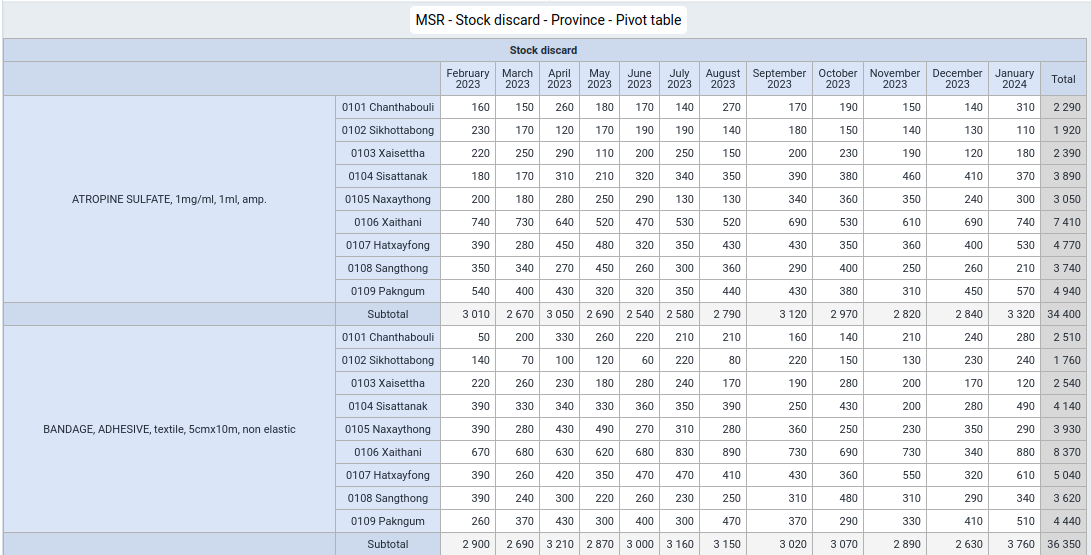 MSR - Stock discard - Province - Pivot table
Stock discard
February 2023 March 2023 April 2023 May 2023 June 2023 July 2023 August 2023 September 2023 October 2023 November 2023 December 2023 January 2024 Total
ATROPINE SULFATE, 1mg/ml, 1ml, amp.
0101 Chanthabouli 160 150 260 180 170 140 270 170 190 150 140 310 2 290
0102 Sikhottabong 230 170 120 170 190 190 140 180 150 140 130 110 1 920
0103 Xaisettha 220 250 290 110 200 250 150 200 230 190 120 180 2 390
0104 Sisattanak 180 170 310 210 320 340 350 390 380 460 410 370 3 890
0105 Naxaythong 200 180 280 250 290 130 130 340 360 350 240 300 3 050
0106 Xaithani 740 730 640 520 470 530 520 690 530 610 690 740 7 410
0107 Hatxayfong 390 280 450 480 320 350 430 430 350 360 400 530 4 770
0108 Sangthong 350 340 270 450 260 300 360 290 400 250 260 210 3 740
0109 Pakngum 540 400 430 320 320 350 440 430 380 310 450 570 4 940
Subtotal 3 010 2 670 3 050 2 690 2 540 2 580 2 790 3 120 2 970 2 820 2 840 3 320 34 400
BANDAGE, ADHESIVE, textile, 5cmx10m, non elastic
0101 Chanthabouli 50 200 330 260 220 210 210 160 140 210 240 280 2 510
0102 Sikhottabong 140 70 100 120 60 220 80 220 150 130 230 240 1 760
0103 Xaisettha 220 260 230 180 280 240 170 190 280 200 170 120 2 540
0104 Sisattanak 390 330 340 330 360 350 390 250 430 200 280 490 4 140
0105 Naxaythong 390 280 430 490 270 310 280 360 250 230 350 290 3 930
0106 Xaithani 670 680 630 620 680 830 890 730 690 730 340 880 8 370
0107 Hatxayfong 390 260 420 350 470 470 410 430 360 550 320 610 5 040
0108 Sangthong 390 240 300 220 260 230 250 310 480 310 290 340 3 620
0109 Pakngum 260 370 430 300 400 300 470 370 290 330 410 510 4 440
Subtotal 2 900 2 690 3 210 2 870 3 000 3 160 3 150 3 020 3 070 2 890 2 630 3 760 36 350